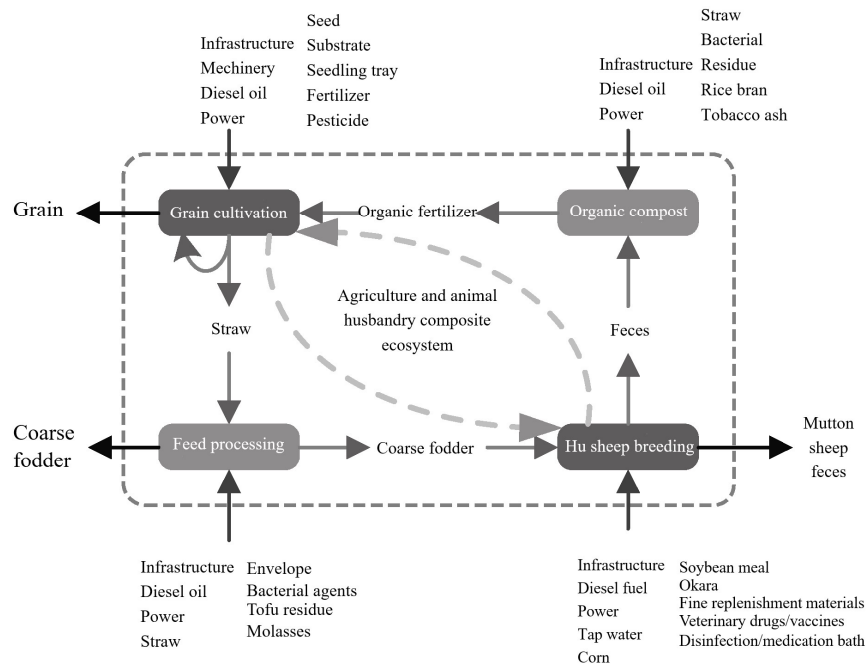 Infrastructure
Mechinery
Diesel oil
Power
Seed
Substrate
Seedling tray
Fertilizer
Pesticide
Infrastructure
Diesel oil
Power
Straw
Bacterial
Residue
Rice bran
Tobacco ash
Grain
Grain cultivation
Organic fertilizer
Organic compost
Agriculture and animal
husbandry composite
ecosystem
Straw
Feces
Coarse
fodder
Feed processing
Coarse fodder
Hu sheep breeding
Mutton
sheep
feces
Infrastructure
Diesel oil
Power
Straw
Envelope
Bacterial agents
Tofu residue
Molasses
Infrastructure
Diesel fuel
Power
Tap water
Corn
Soybean meal
Okara
Fine replenishment materials
Veterinary drugs/vaccines
Disinfection/medication bath